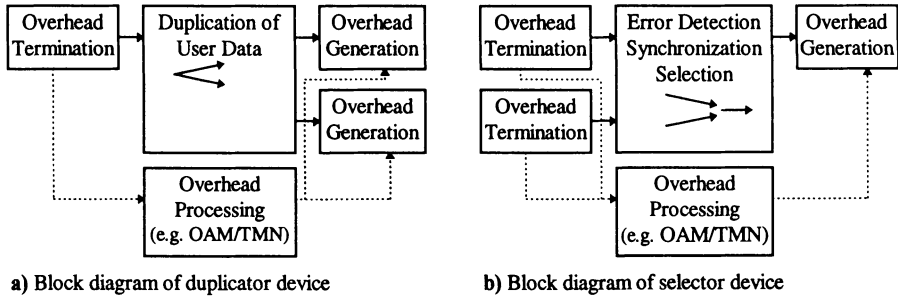 Overhead
Termination
Duplication of
User Data
Overhead
Generation
Overhead
Generation
Overhead
Processing
(e.g. OAM/TMN)
a) Block diagram of duplicator device
Overhead
Termination
Overhead
Termination
Error Detection
Synchronization
Selection
Overhead
Generation
Overhead
Processing
(e.g. OAM/TMN)
b) Block diagram of selector device